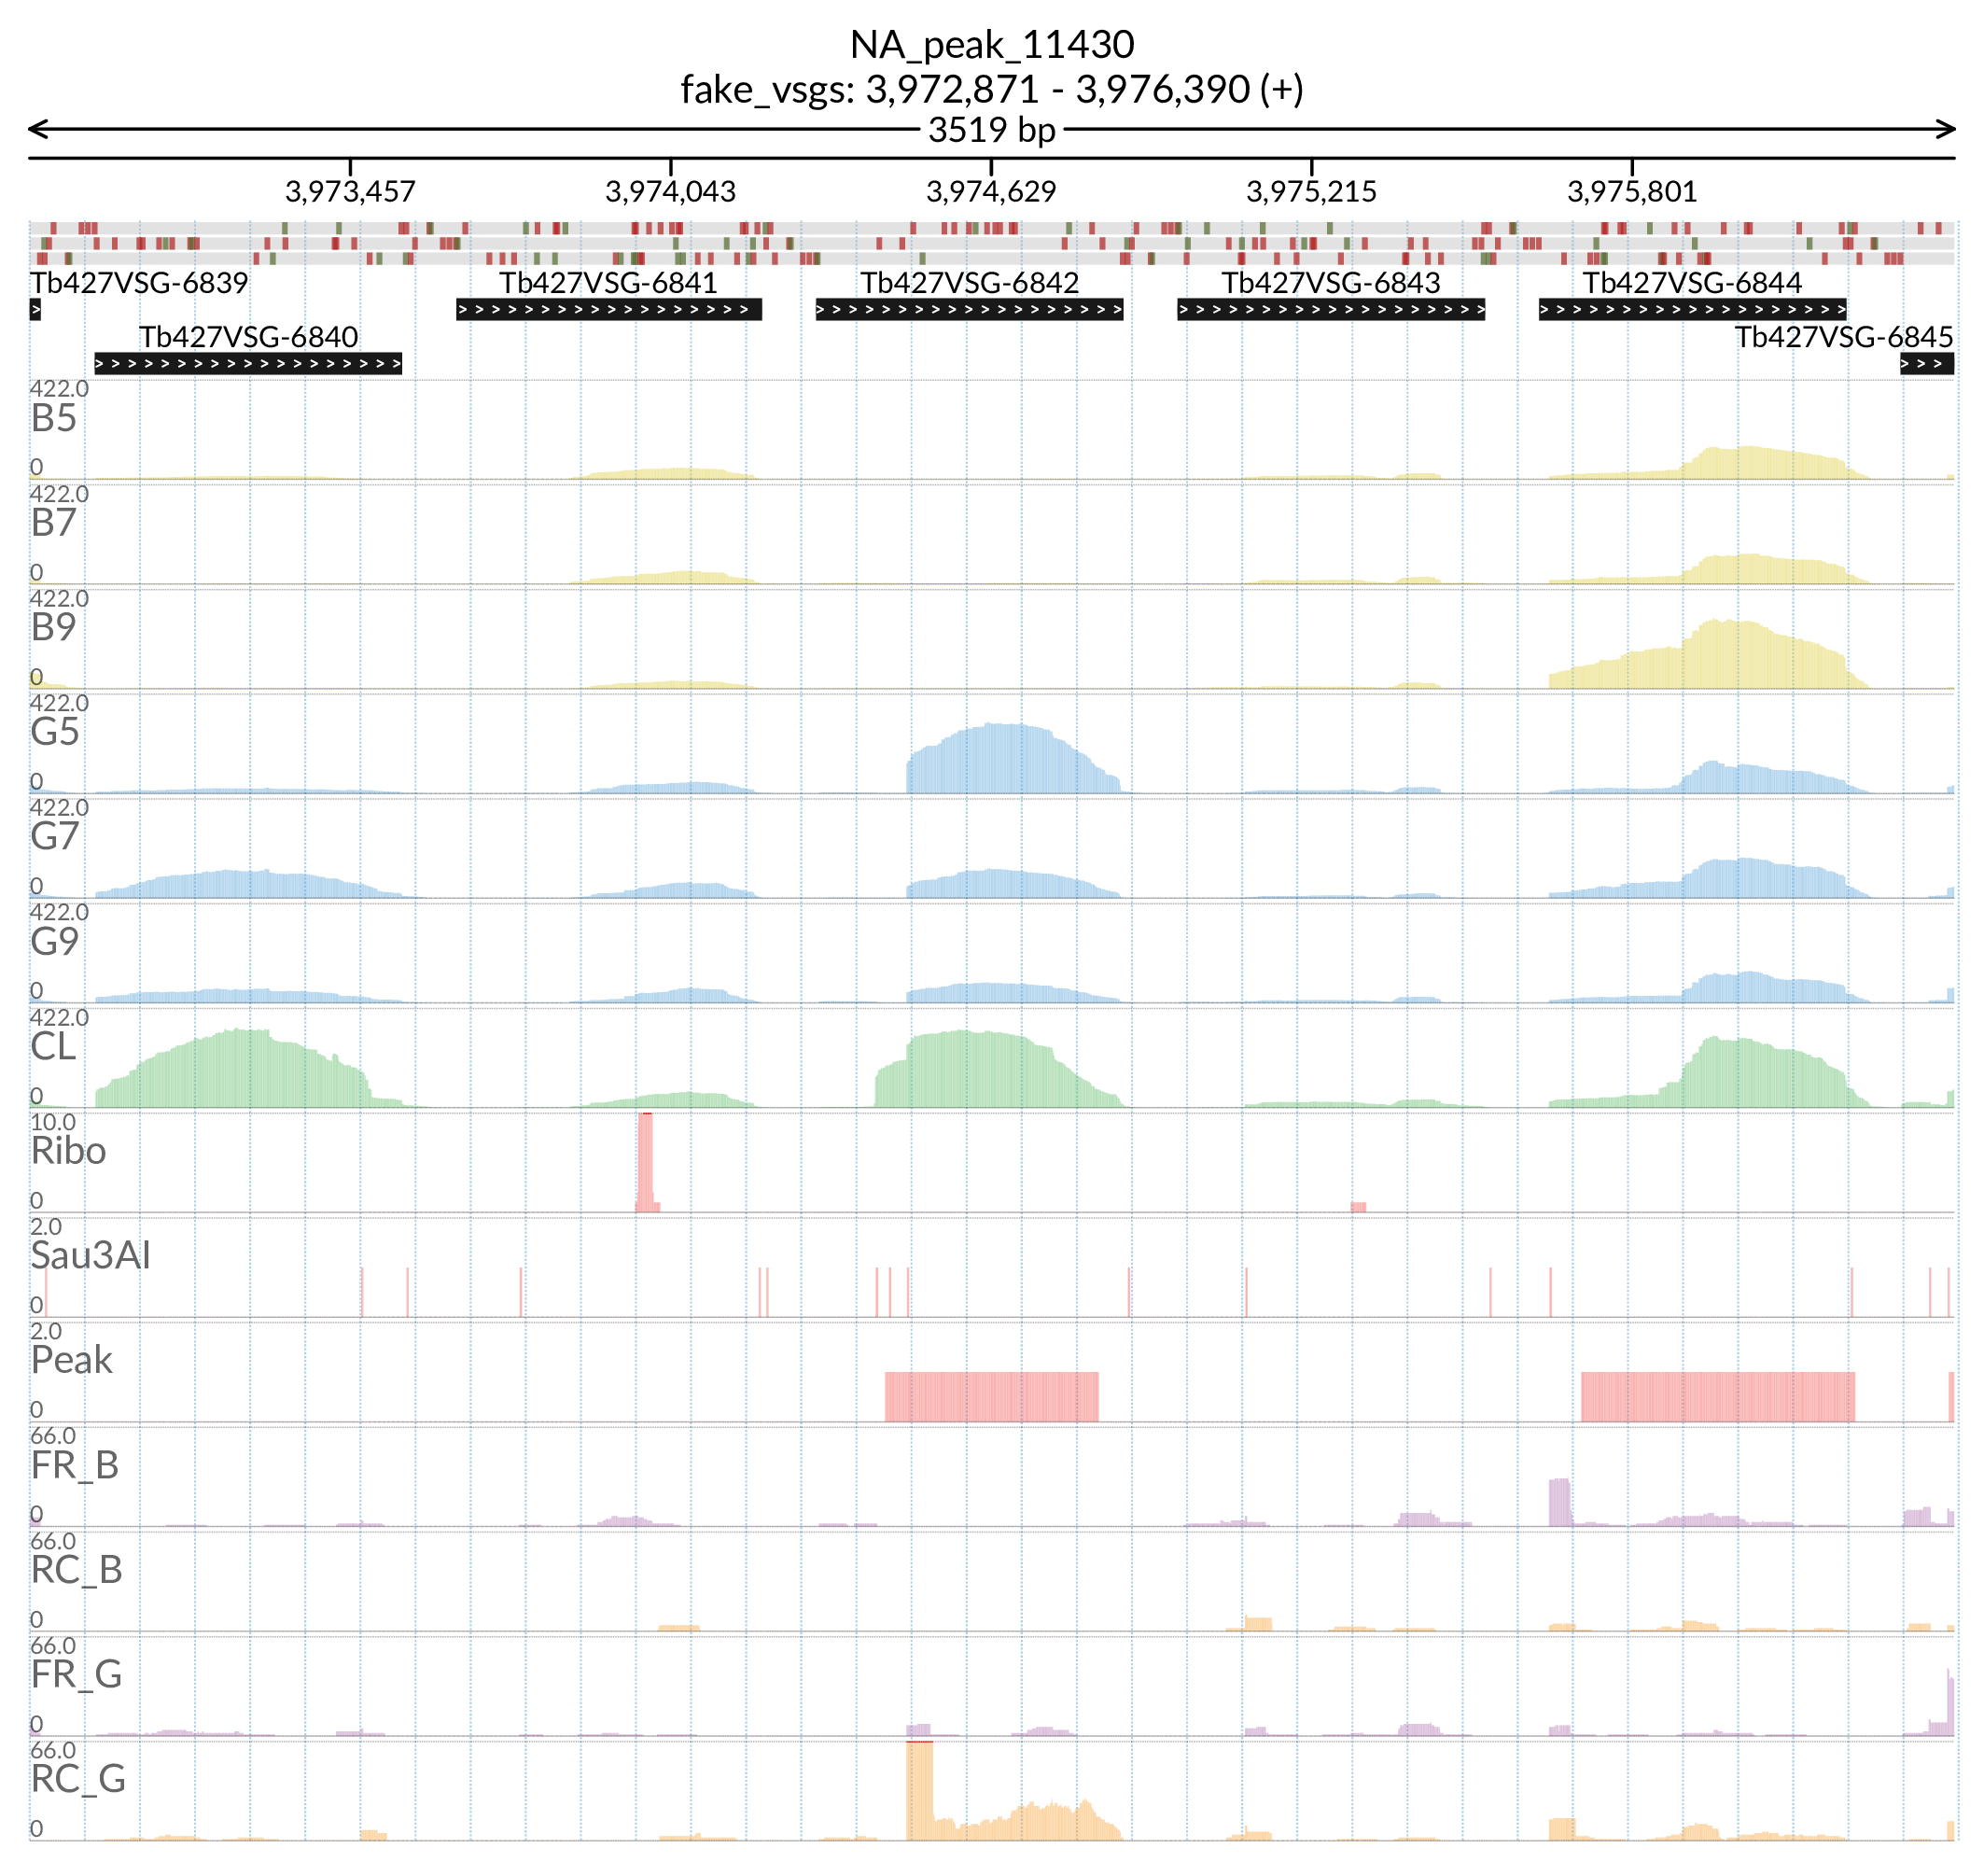 NA_peak_11430
fake_vsgs: 3,972,871 - 3,976,390 (+)
3519 bp
3,973,457 3,974,043 3,974,629 3,975,215 3,975,801
Tb427VSG-6839 Tb427VSG-6841 Tb427VSG-6842 Tb427VSG-6843 Tb427VSG-6844
Tb427VSG-6840 Tb427VSG-6845
422.0
B5
0
422.0
B7
0
422.0
B9
0
422.0
G5
0
422.0
G7
0
422.0
G9
0
422.0
CL
0
10.0
Ribo
0
2.0
Sau3AI
0
2.0
Peak
0
66.0
FR_B
0
66.0
RC_B
0
66.0
FR_G
0
66.0
RC_G
0